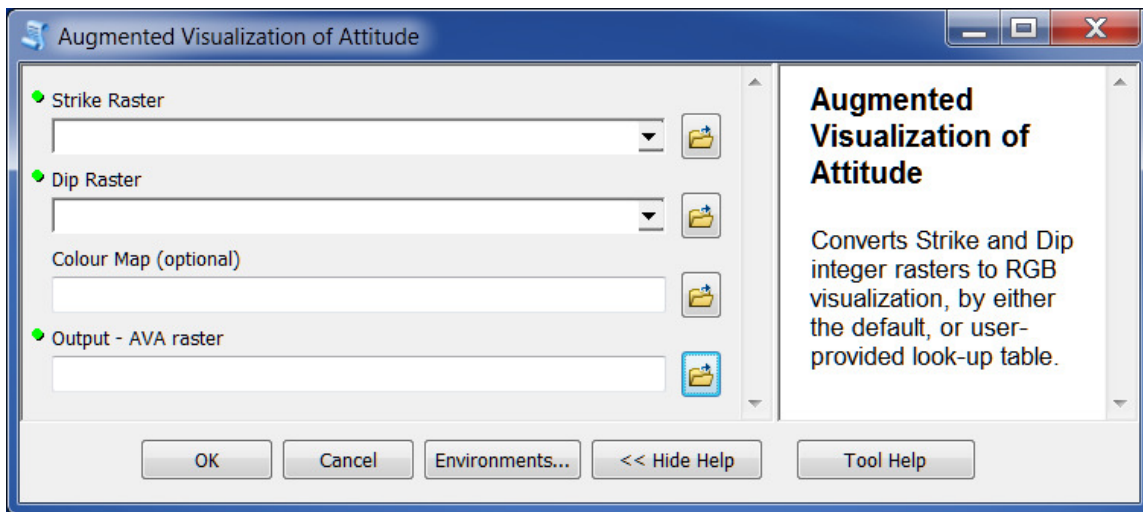 Augmented Visualization of Attitude
Strike Raster
Dip Raster
Colour Map (optional)
Output - AVA raster
Augmented
Visualization of
Attitude
Converts Strike and Dip
integer rasters to RGB
visualization, by either
the default, or user-
provided look-up table.
OK
Cancel
Environments...
<< Hide Help
Tool Help